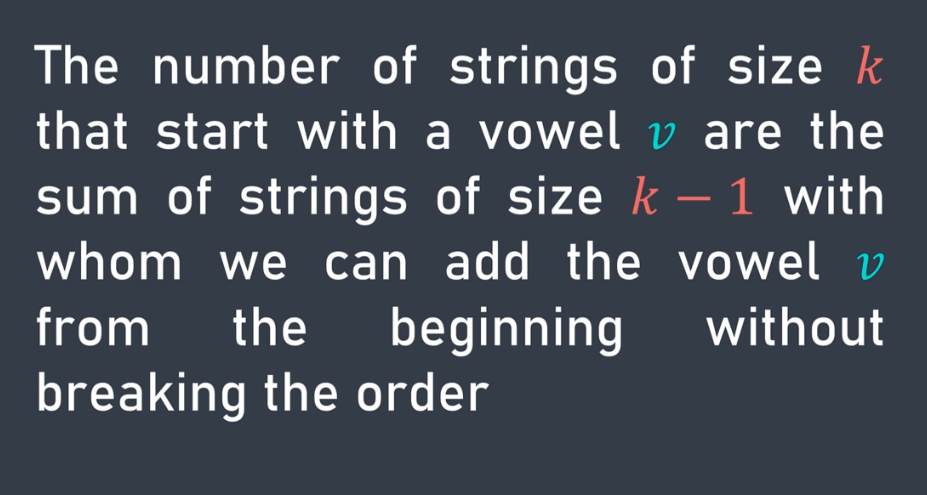 The number of strings of size k
that start with a vowel v are the
sum of strings of size k − 1 with
whom we can add the vowel v
from the beginning without
breaking the order